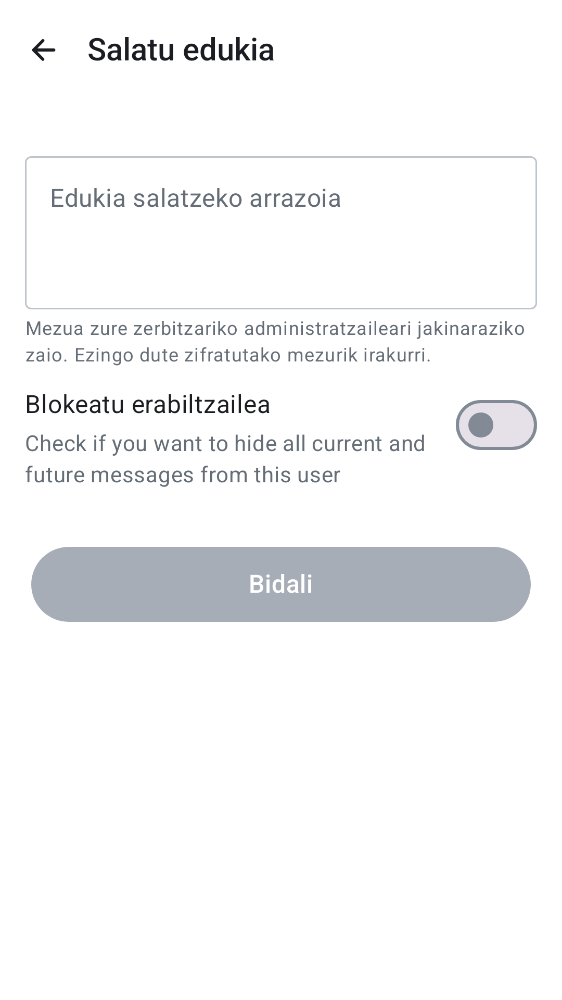 Salatu edukia
Edukia salatzeko arrazoia
Mezua zure zerbitzariko administratzaileari jakinaraziko
zaio. Ezingo dute zifratutako mezurik irakurri.
Blokeatu erabiltzailea
Check if you want to hide all current and
future messages from this user
Bidali